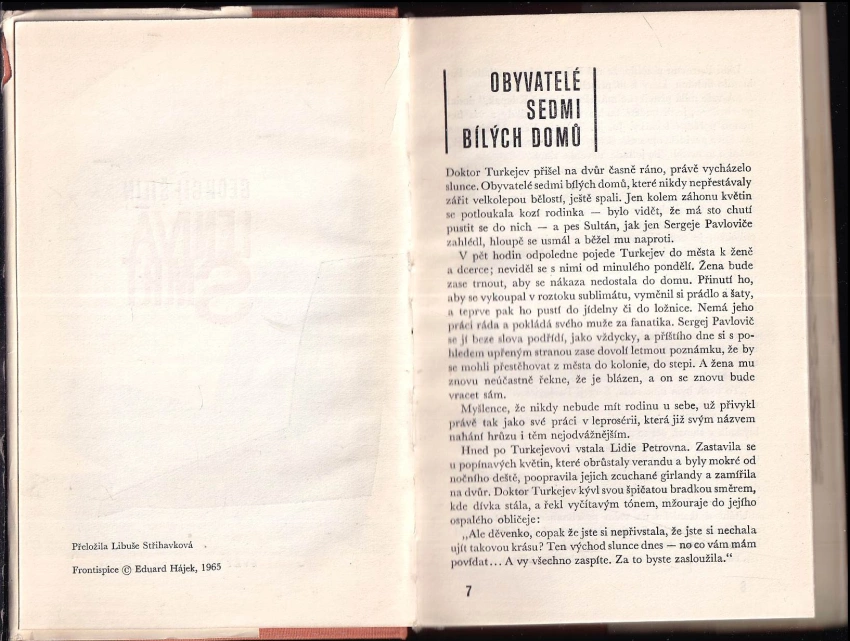 Přeložila Libuše Střihavková
Frontispice © Eduard Hájek, 1965
OBYVATELÉ
SEDMI
BÍLÝCH DOMŮ
Doktor Turkejev přišel na dvůr časně ráno, právě vycházelo
slunce. Obyvatelé sedmi bílých domů, které nikdy nepřestávaly
zářit velkolepou bělostí, ještě spali. Jen kolem záhonu květin
se potloukala kozí rodinka — bylo vidět, že má sto chutí
pustit se do nich — a pes Sultán, jak jen Sergeje Pavloviče
zahlédl, hloupě se usmál a běžel mu naproti.
V pět hodin odpoledne pojede Turkejev do města k ženě
a dceři; neviděl se s nimi od minulého pondělí. Žena bude
zase trnout, aby se nákaza nedostala do domu. Přinutí ho,
aby se vykoupal v roztoku sublimátu, vyměnil si prádlo a šaty,
a teprve pak ho pustí do jídelny či do ložnice. Nemá jeho
práci ráda a pokládá svého muže za fanatika. Sergej Pavlovič
se jí beze slova podřídí, jako vždycky, a příštího dne si s po-
hledem upřeným stranou zase dovolí letmou poznámku, že by
se mohli přestěhovat z města do kolonie, do stepi. A žena mu
znovu neúčastně řekne, že je blázen, a on se znovu bude
vracet sám.
Myšlence, že nikdy nebude mít rodinu u sebe, už přivykl
právě tak jako své práci v leprosérii, která již svým názvem
nahání hrůzu i těm nejodvážnějším.
Hned po Turkejevovi vstala Lidie Petrovna. Zastavila se
u popínavých květin, které obrůstaly verandu a byly mokré od
nočního deště, poopravila jejich zcuchané girlandy a zamířila
na dvůr. Doktor Turkejev kývl svou špičatou bradkou směrem,
kde dívka stála, a řekl vyčítavým tónem, mžouraje do jejího
ospalého obličeje:
„Ale děvenko, copak že jste si nepřivstala, že jste si nechala
ujít takovou krásu? Ten východ slunce dnes — no co vám mám
povídat... A vy všechno zaspíte. Za to byste zasloužila.“
7